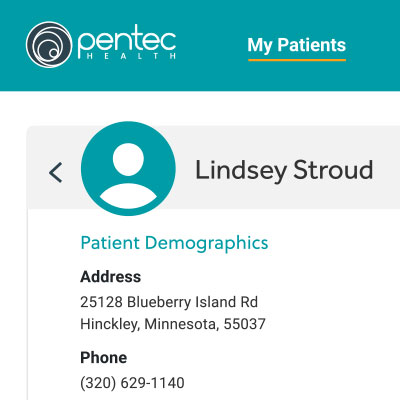 pentec
HEALTH
My Patients
Lindsey Stroud
Patient Demographics
Address
25128 Blueberry Island Rd
Hinckley, Minnesota, 55037
Phone
(320) 629-1140